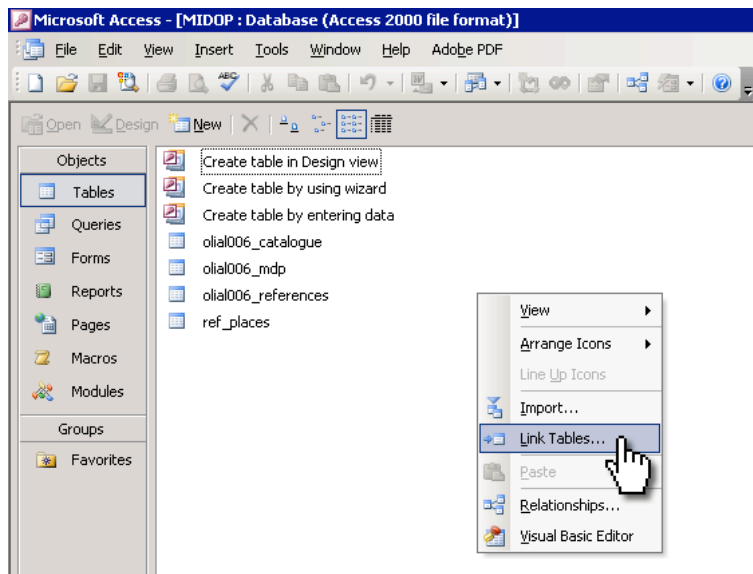 Microsoft Access - [MIDOP : Database (Access 2000 file format)]
File Edit View Insert Tools Window Help Adobe PDF
ABC
Open Design New
Objects
Tables
Queries
Forms
Reports
Pages
Macros
Modules
Groups
Favorites
Create table in Design view
Create table by using wizard
Create table by entering data
olial006_catalogue
olial006_mdp
olial006_references
ref_places
View
Arrange Icons
Line Up Icons
Import...
Link Tables...
Paste
Relationships...
Visual Basic Editor